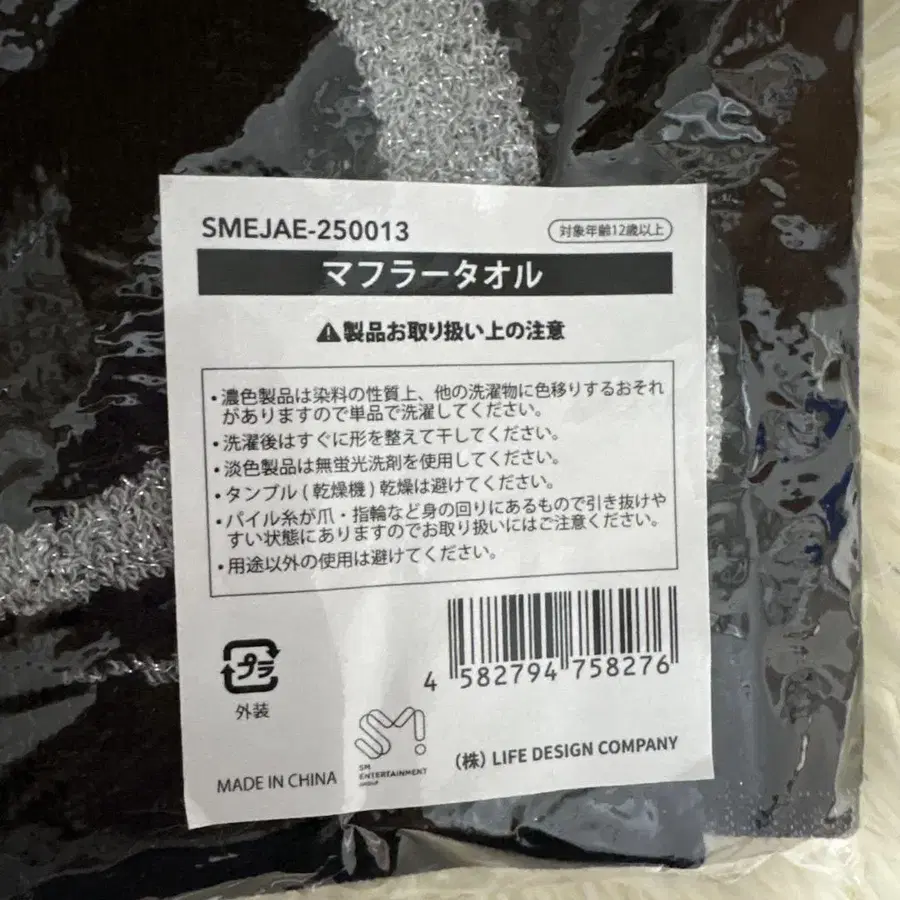 SMEJAE-250013
対象年齢12歳以上
マフラータオル
⚠製品お取り扱い上の注意
・濃色製品は染料の性質上、他の洗濯物に色移りするおそれ
がありますので単品で洗濯してください。
・洗濯後はすぐに形を整えて干してください。
・淡色製品は無蛍光洗剤を使用してください。
・タンブル(乾燥機)乾燥は避けてください。
・パイル糸が爪・指輪など身の回りにあるもので引き抜けや
すい状態にありますのでお取り扱いにはご注意ください。
・用途以外の使用は避けてください。
4 582794 758276
プラ
外装
SM
SM
ENTERTAINMENT
GROUP
(株) LIFE DESIGN COMPANY
MADE IN CHINA